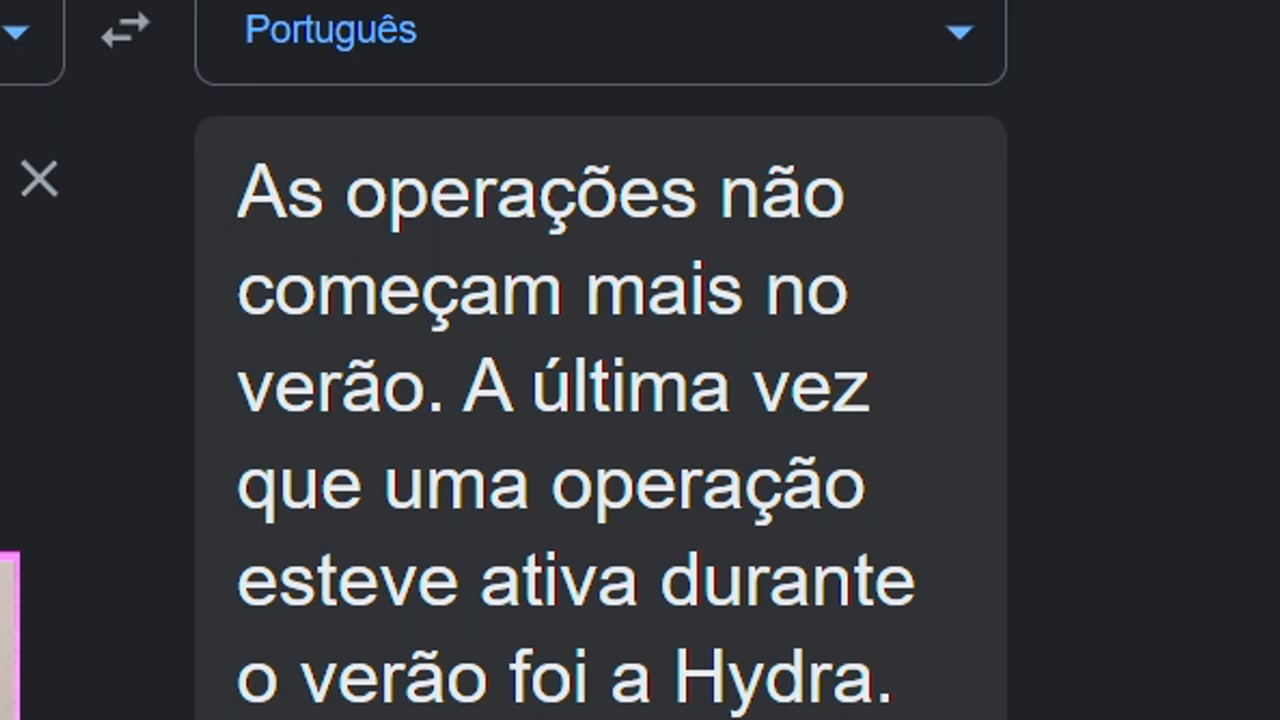 Português
As operações não
começam mais no
verão. A última vez
que uma operação
esteve ativa durante
o verão foi a Hydra.